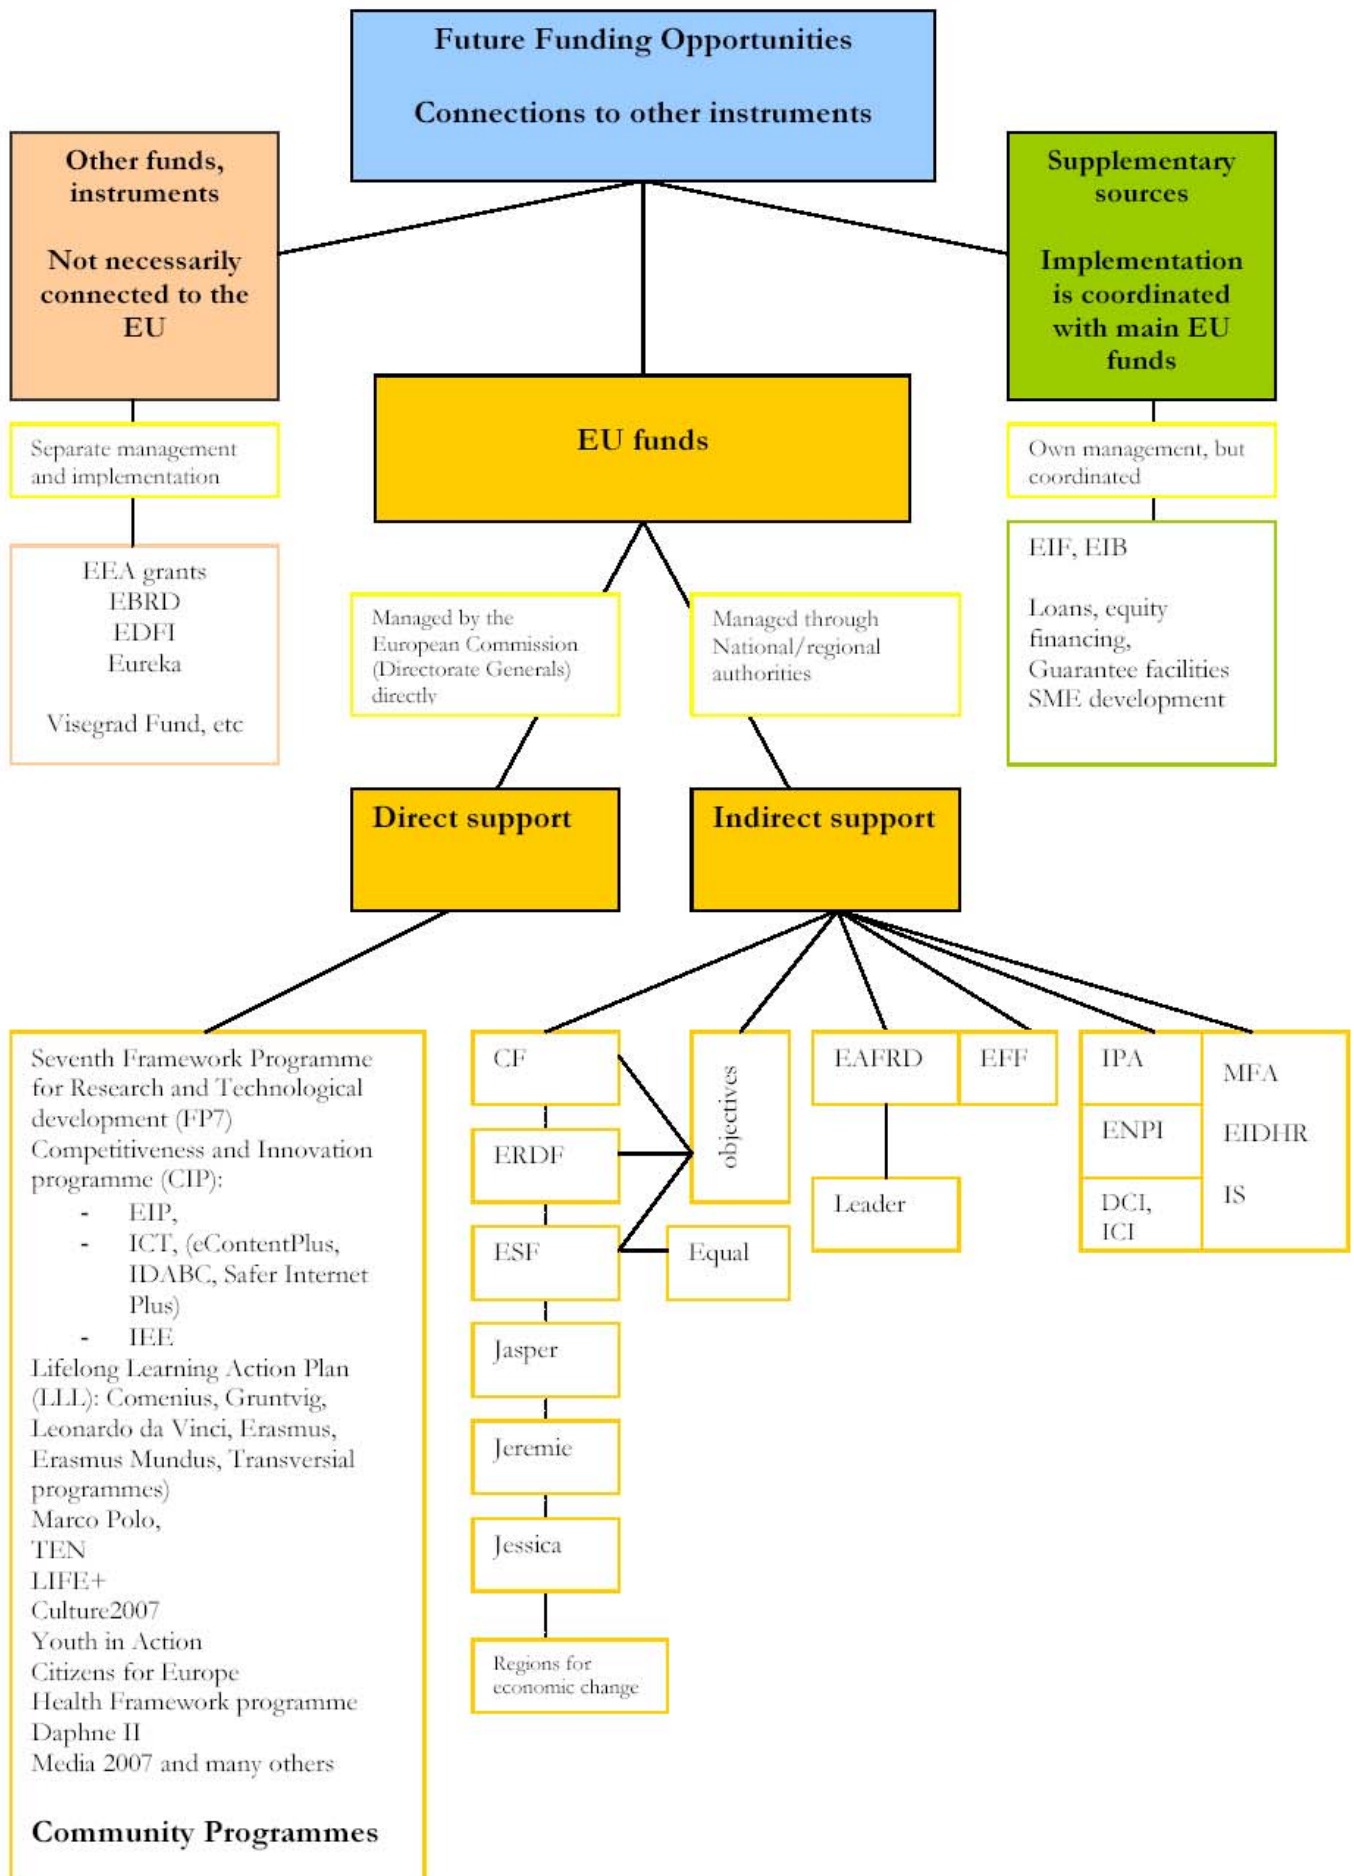 Future Funding Opportunities
Connections to other instruments
Other funds,
instruments
Not necessarily
connected to the
EU
Supplementary
sources
Implementation
is coordinated
with main EU
funds
EU funds
Separate management
and implementation
Own management, but
coordinated
EEA grants
EBRD
EDFI
Eureka
Visegrad Fund, etc
Managed by the
European Commission
(Directorate Generals)
directly
Managed through
National/regional
authorities
EIF, EIB
Loans, equity
financing,
Guarantee facilities
SME development
Direct support
Indirect support
Seventh Framework Programme
for Research and Technological
development (FP7)
Competitiveness and Innovation
programme (CIP):
- EIP,
- ICT, (eContentPlus,
IDABC, Safer Internet
Plus)
- IEE
Lifelong Learning Action Plan
(LLL): Comenius, Gruntvig,
Leonardo da Vinci, Erasmus,
Erasmus Mundus, Transversial
programmes)
Marco Polo,
TEN
LIFE+
Culture2007
Youth in Action
Citizens for Europe
Health Framework programme
Daphne II
Media 2007 and many others
Community Programmes
CF
ERDF
ESF
Jasper
Jeremie
Jessica
Regions for
economic change
objectives
Equal
EAFRD
EFF
Leader
IPA
ENPI
DCI,
ICI
MFA
EIDHR
IS